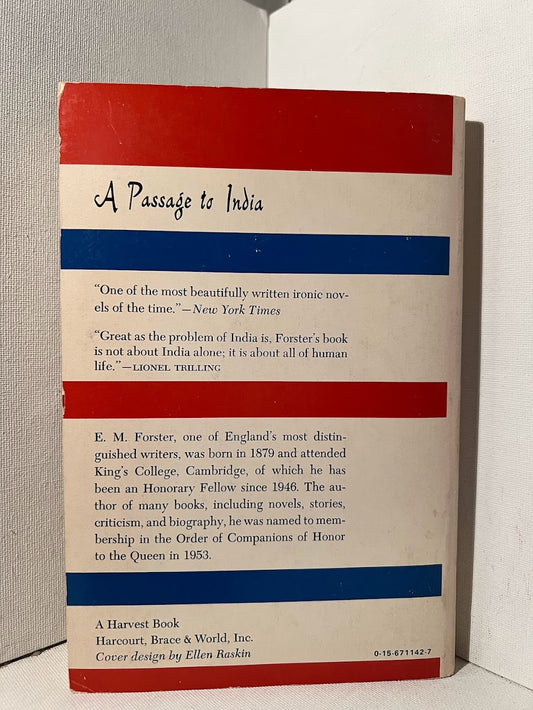 A Passage to India
“One of the most beautifully written ironic nov-
els of the time.”—New York Times
“Great as the problem of India is, Forster’s book
is not about India alone; it is about all of human
life.”—LIONEL TRILLING
E. M. Forster, one of England’s most distin-
guished writers, was born in 1879 and attended
King’s College, Cambridge, of which he has
been an Honorary Fellow since 1946. The au-
thor of many books, including novels, stories,
criticism, and biography, he was named to mem-
bership in the Order of Companions of Honor
to the Queen in 1953.
A Harvest Book
Harcourt, Brace & World, Inc.
Cover design by Ellen Raskin
0-15-671142-7